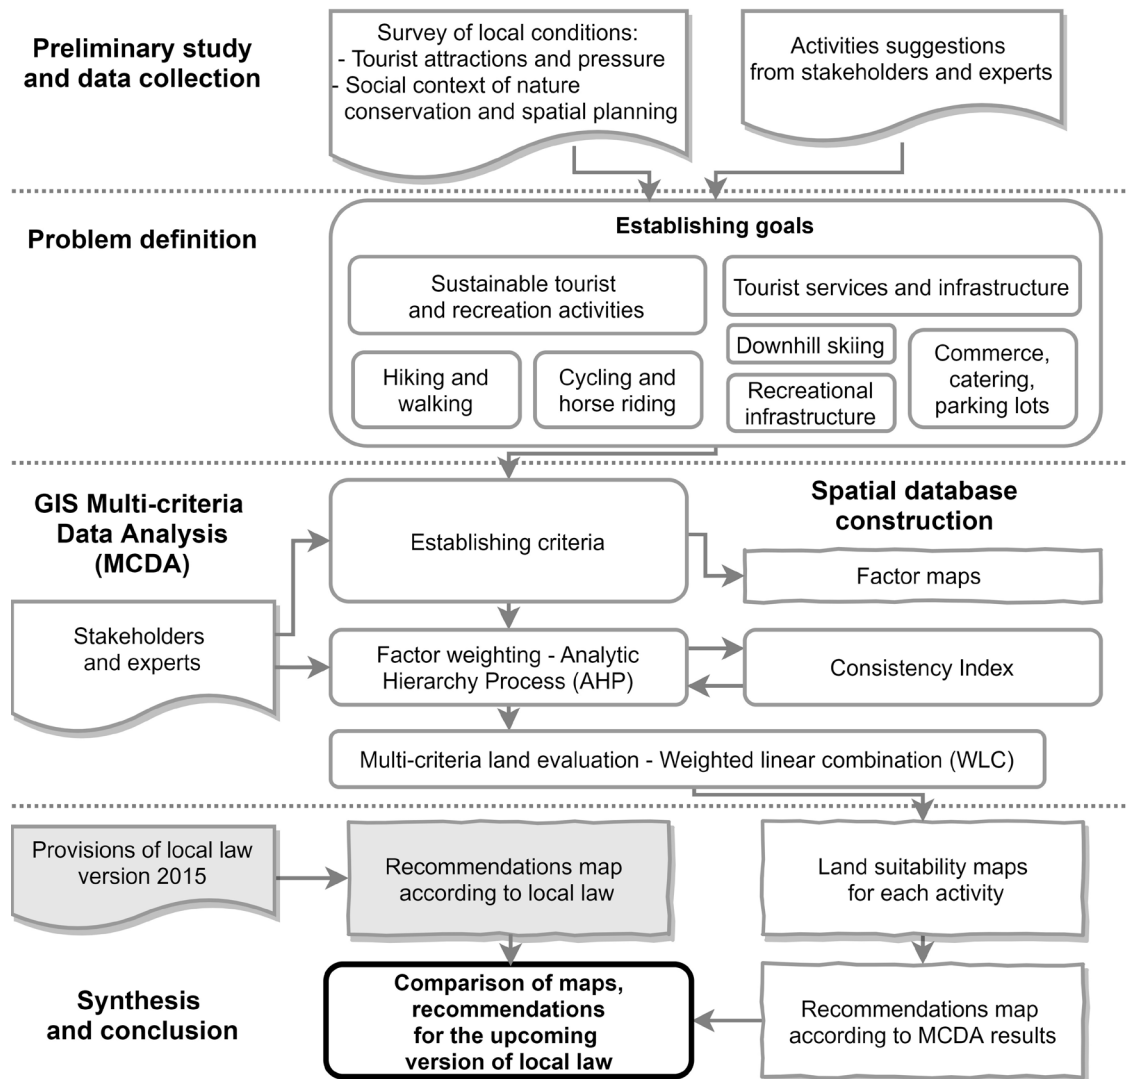 Preliminary study
and data collection
Survey of local conditions:
- Tourist attractions and pressure
- Social context of nature
conservation and spatial planning
Activities suggestions
from stakeholders and experts
Problem definition
Establishing goals
Sustainable tourist
and recreation activities
Tourist services and infrastructure
Hiking and
walking
Cycling and
horse riding
Downhill skiing
Recreational
infrastructure
Commerce,
catering,
parking lots
GIS Multi-criteria
Data Analysis
(MCDA)
Establishing criteria
Spatial database
construction
Factor maps
Stakeholders
and experts
Factor weighting - Analytic
Hierarchy Process (AHP)
Consistency Index
Multi-criteria land evaluation - Weighted linear combination (WLC)
Provisions of local law
version 2015
Recommendations map
according to local law
Land suitability maps
for each activity
Synthesis
and conclusion
Comparison of maps,
recommendations
for the upcoming
version of local law
Recommendations map
according to MCDA results